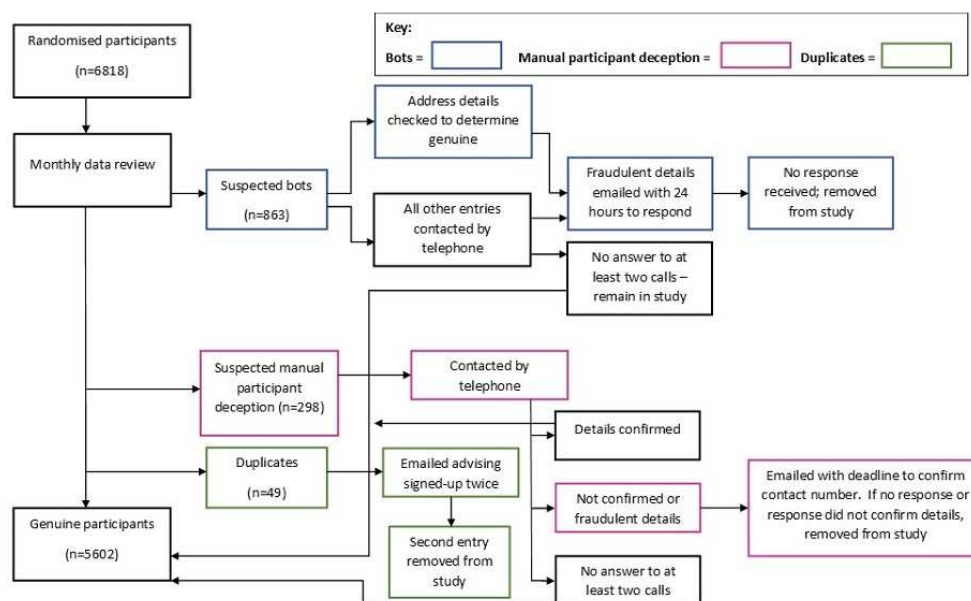 Randomised participants
(n=6818)
Key:
Bots =
Manual participant deception =
Duplicates =
Monthly data review
Address details
checked to determine
genuine
Suspected bots
(n=863)
All other entries
contacted by
telephone
Fraudulent details
emailed with 24
hours to respond
No response
received; removed
from study
No answer to at
least two calls –
remain in study
Suspected manual
participant
deception (n=298)
Contacted by
telephone
Details confirmed
Duplicates
(n=49)
Emailed advising
signed-up twice
Not confirmed or
fraudulent details
Emailed with deadline to confirm
contact number. If no response or
response did not confirm details,
removed from study
Genuine participants
(n=5602)
Second entry
removed from
study
No answer to at
least two calls